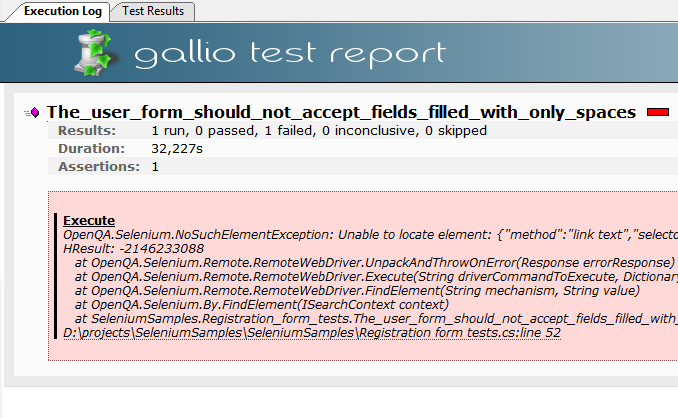 Execution Log Test Results
gallio test report
The_user_form_should_not_accept_fields_filled_with_only_spaces
Results: 1 run, 0 passed, 1 failed, 0 inconclusive, 0 skipped
Duration: 32,227s
Assertions: 1
Execute
OpenQA.Selenium.NoSuchElementException: Unable to locate element: {"method":"link text","selecto
HResult: -2146233088
at OpenQA.Selenium.Remote.RemoteWebDriver.UnpackAndThrowOnError(Response errorResponse)
at OpenQA.Selenium.Remote.RemoteWebDriver.Execute(String driverCommandToExecute, Dictionary
at OpenQA.Selenium.Remote.RemoteWebDriver.FindElement(String mechanism, String value)
at OpenQA.Selenium.By.FindElement(ISearchContext context)
at SeleniumSamples.Registration_form_tests.The_user_form_should_not_accept_fields_filled_with_
D:\projects\SeleniumSamples\SeleniumSamples\Registration form tests.cs:line 52